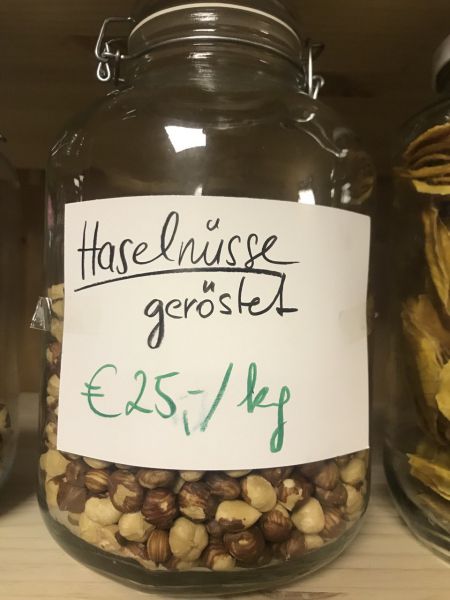 Haselnüsse
geröstet
€25,-/kg